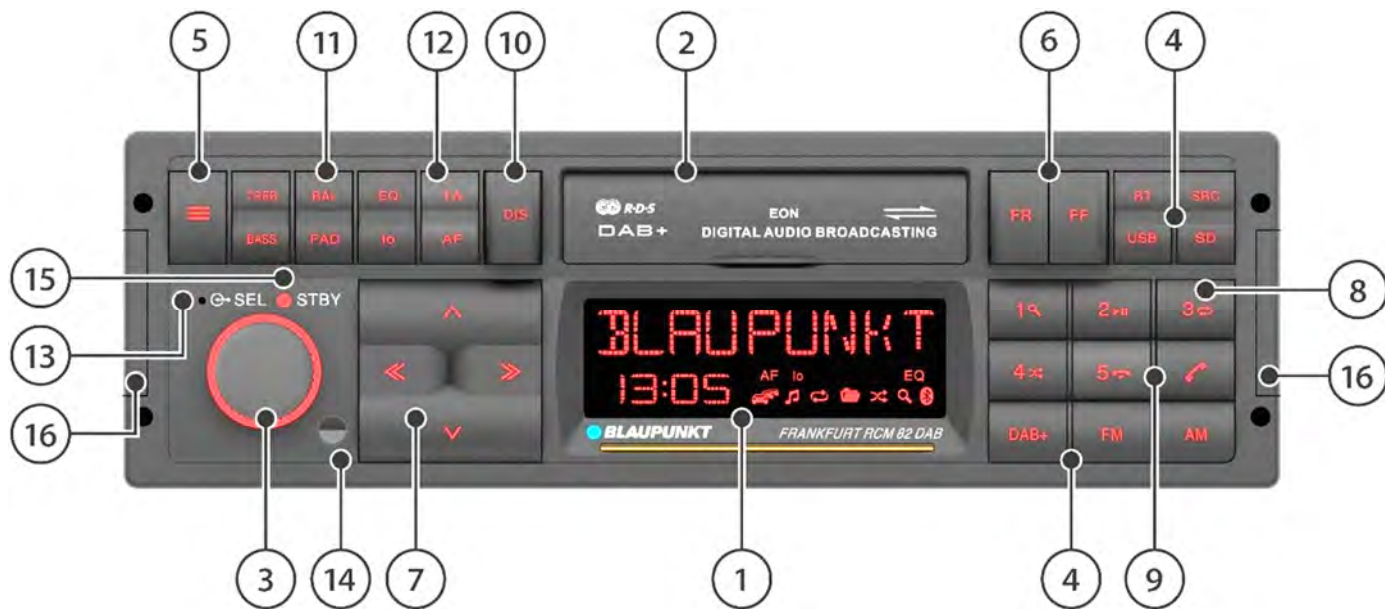 5 11 12 10 2 6 4
TREB BAL EQ TA DIS
BASS FAD lo AF
R·D·S EON
DAB+ DIGITAL AUDIO BROADCASTING
FR FF RT SRC
USB SD
15
SEL STBY
13
16
BLAUPUNKT
AF lo EQ
13:05
BLAUPUNKT FRANKFURT RCM 82 DAB
1 2 3
4 5
DAB+ FM AM
8
16
3 14 7 1 4 9